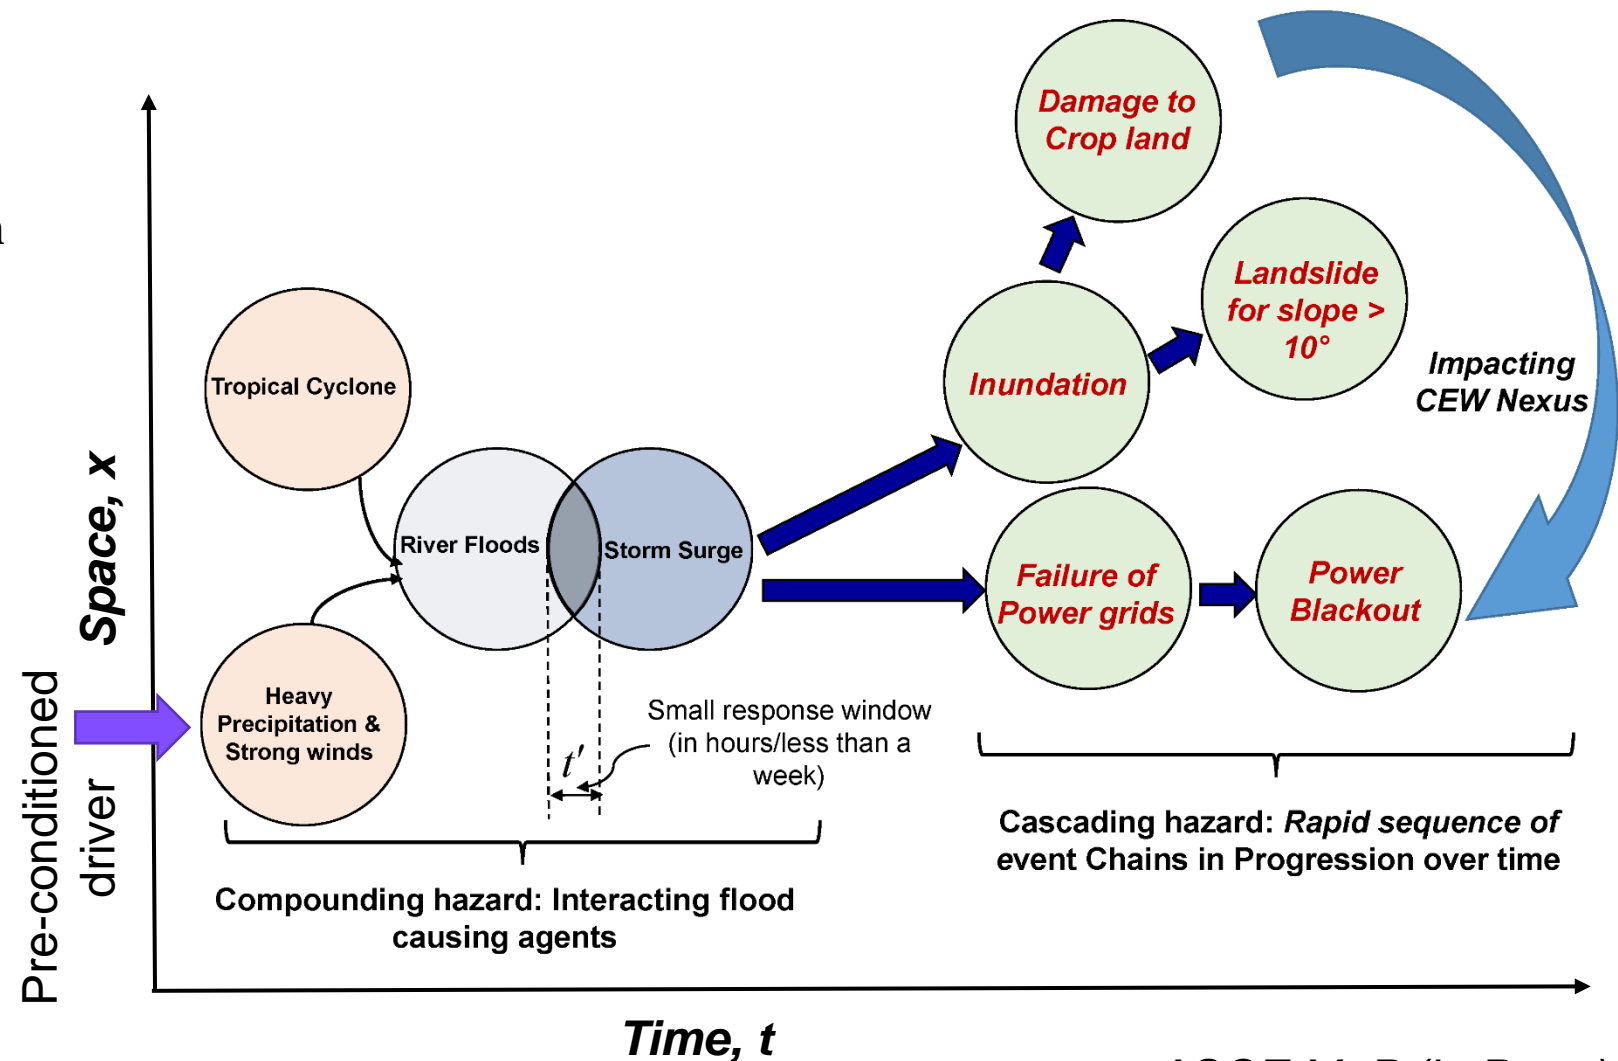 Damage to
Crop land
Landslide
for slope >
10°
Inundation
Impacting
CEW Nexus
Tropical Cyclone
River Floods
Storm Surge
Failure of
Power grids
Power
Blackout
Space, x
Heavy
Precipitation &
Strong winds
Pre-conditioned
driver
Small response window
(in hours/less than a
week)
t'
Cascading hazard: Rapid sequence of
event Chains in Progression over time
Compounding hazard: Interacting flood
causing agents
Time, t